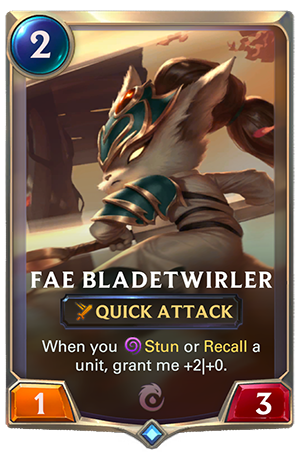 2
FAE BLADETWIRLER
QUICK ATTACK
When you Stun or Recall a
unit, grant me +2|+0.
1
3